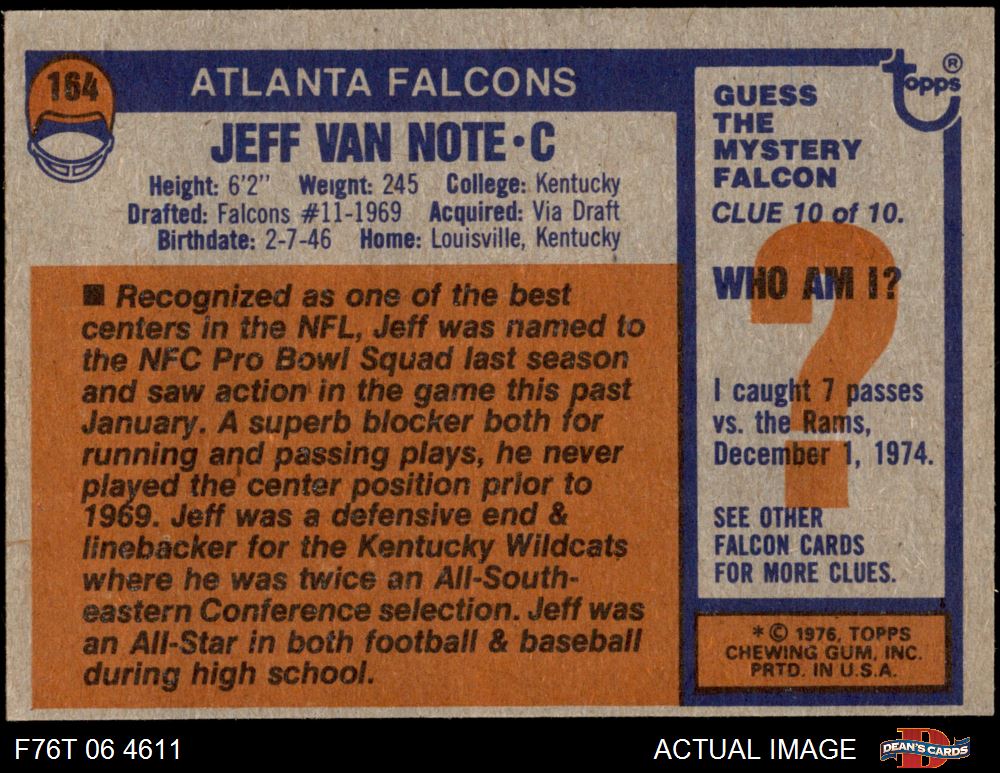 164
ATLANTA FALCONS
JEFF VAN NOTE • C
Height: 6'2" Weight: 245 College: Kentucky
Drafted: Falcons #11-1969 Acquired: Via Draft
Birthdate: 2-7-46 Home: Louisville, Kentucky
■ Recognized as one of the best
centers in the NFL, Jeff was named to
the NFC Pro Bowl Squad last season
and saw action in the game this past
January. A superb blocker both for
running and passing plays, he never
played the center position prior to
1969. Jeff was a defensive end &
linebacker for the Kentucky Wildcats
where he was twice an All-South-
eastern Conference selection. Jeff was
an All-Star in both football & baseball
during high school.
Topps ®
GUESS
THE
MYSTERY
FALCON
CLUE 10 of 10.
?
WHO AM I?
I caught 7 passes
vs. the Rams,
December 1, 1974.
SEE OTHER
FALCON CARDS
FOR MORE CLUES.
* © 1976, TOPPS
CHEWING GUM, INC.
PRTD. IN U.S.A.
F76T 06 4611
ACTUAL IMAGE
D
DEAN'S CARDS